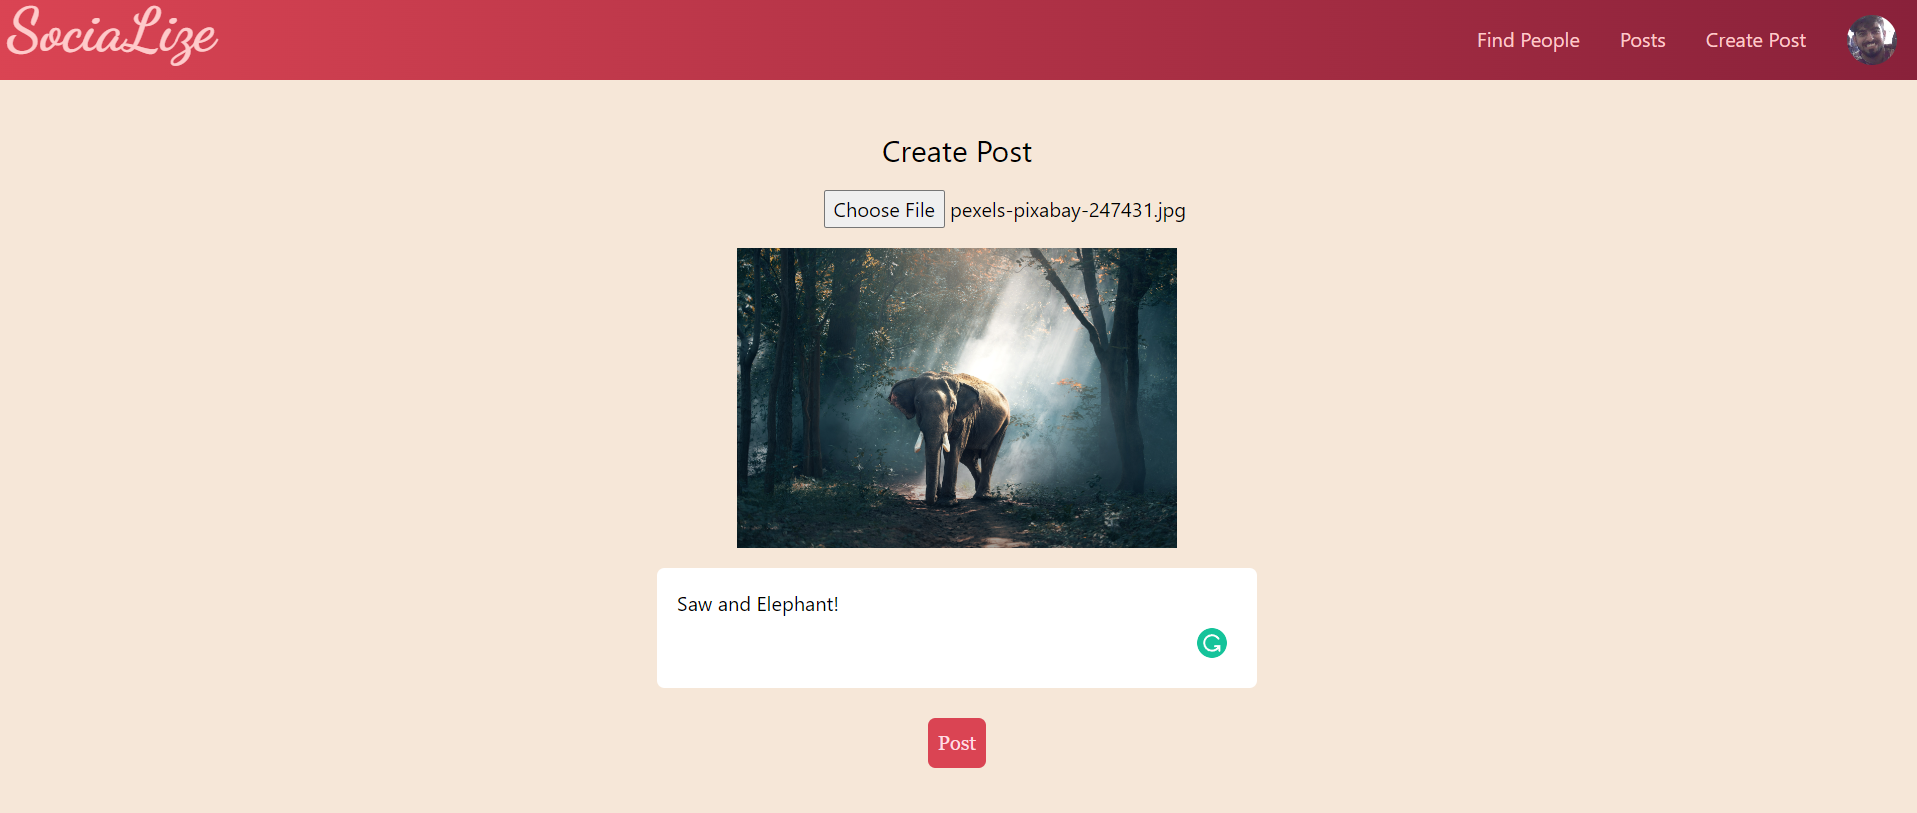 SociaLize
Find People Posts Create Post
Create Post
Choose File pexels-pixabay-247431.jpg
Saw and Elephant!
Post